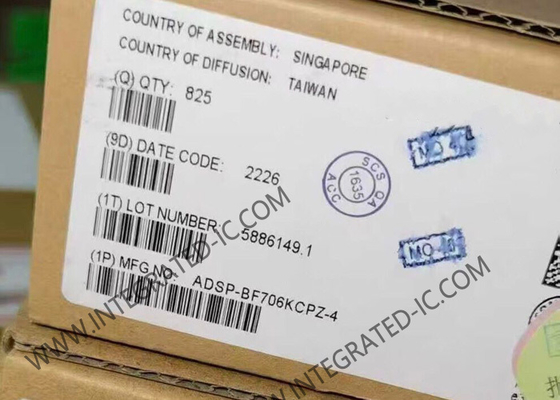 COUNTRY OF ASSEMBLY: SINGAPORE
COUNTRY OF DIFFUSION: TAIWAN
(Q) QTY: 825
(9D) DATE CODE: 2226
(1T) LOT NUMBER: 5886149.1
(1P) MFG NO: ADSP-BF706KCPZ-4
SCS QA
1635
ACC
WWW.INTEGRATED-IC.COM
WWW.INTEGRATED-IC.COM